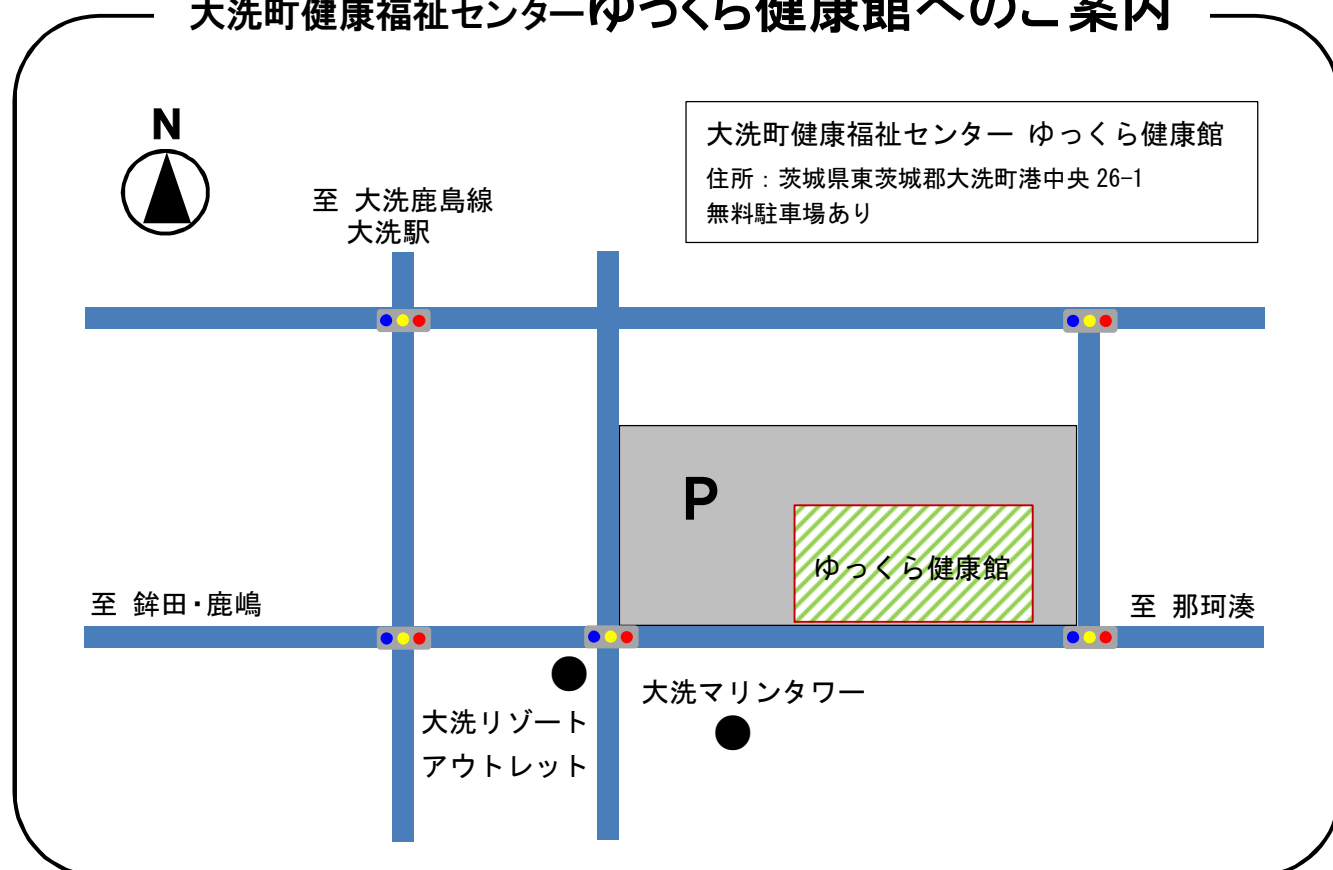 大洗町健康福祉センターゆっくら健康館へのご案内
N
大洗町健康福祉センター ゆっくら健康館
住所：茨城県東茨城郡大洗町港中央 26-1
無料駐車場あり
至 大洗鹿島線
大洗駅
P
ゆっくら健康館
至 鉾田・鹿嶋
至 那珂湊
大洗マリンタワー
大洗リゾート
アウトレット